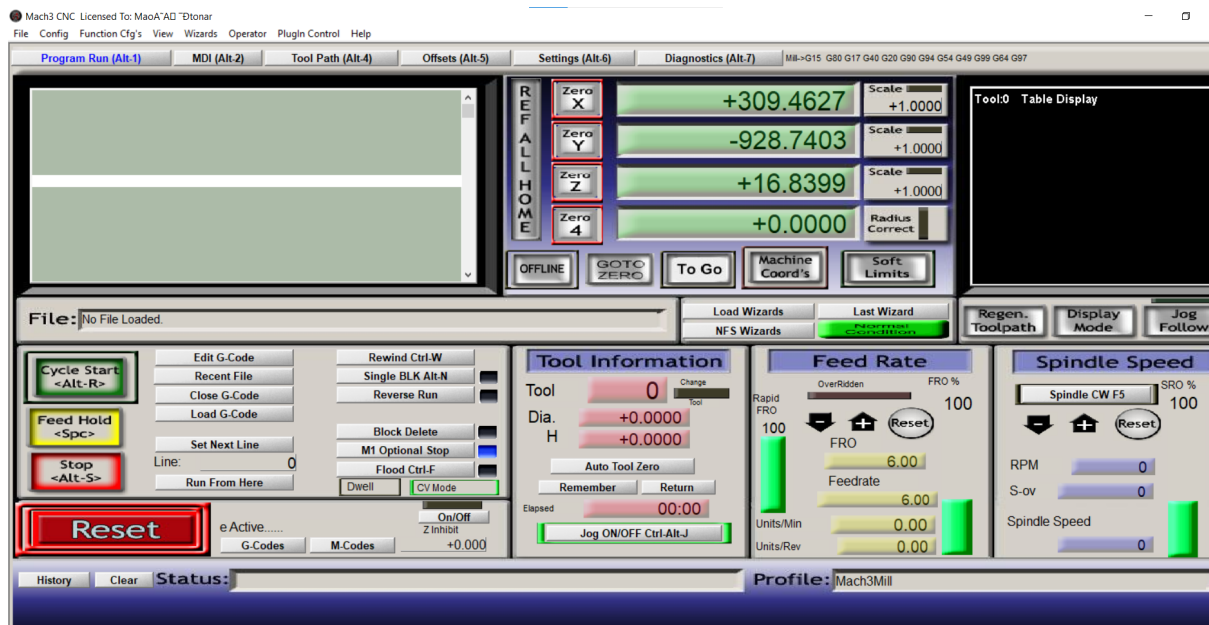 Mach3 CNC Licensed To:
File Config Function Cfg's View Wizards Operator PlugIn Control Help
Program Run (Alt-1) MDI (Alt-2) Tool Path (Alt-4) Offsets (Alt-5) Settings (Alt-6) Diagnostics (Alt-7) Mill->G15 G80 G17 G40 G20 G90 G94 G54 G49 G99 G64 G97
REF ALL HOME
Zero X +309.4627 Scale +1.0000
Zero Y -928.7403 Scale +1.0000
Zero Z +16.8399 Scale +1.0000
Zero 4 +0.0000 Radius Correct
OFFLINE GOTO ZERO To Go Machine Coord's Soft Limits
Tool:0 Table Display
File: No File Loaded.
Load Wizards Last Wizard
NFS Wizards Normal Condition
Regen. Toolpath Display Mode Jog Follow
Cycle Start <Alt-R>
Feed Hold <Spc>
Stop <Alt-S>
Edit G-Code
Recent File
Close G-Code
Load G-Code
Set Next Line
Line: 0
Run From Here
Rewind Ctrl-W
Single BLK Alt-N
Reverse Run
Block Delete
M1 Optional Stop
Flood Ctrl-F
Dwell CV Mode
Reset
e Active......
G-Codes M-Codes
On/Off
Z Inhibit
+0.000
Tool Information
Tool 0 Change Tool
Dia. +0.0000
H +0.0000
Auto Tool Zero
Remember Return
Elapsed 00:00
Jog ON/OFF Ctrl-Alt-J
Feed Rate
OverRidden FRO %
100
Rapid FRO
100
Reset
FRO
6.00
Feedrate
6.00
Units/Min 0.00
Units/Rev 0.00
Spindle Speed
Spindle CW F5 SRO %
100
Reset
RPM 0
S-ov 0
Spindle Speed
0
History Clear Status:
Profile: Mach3Mill